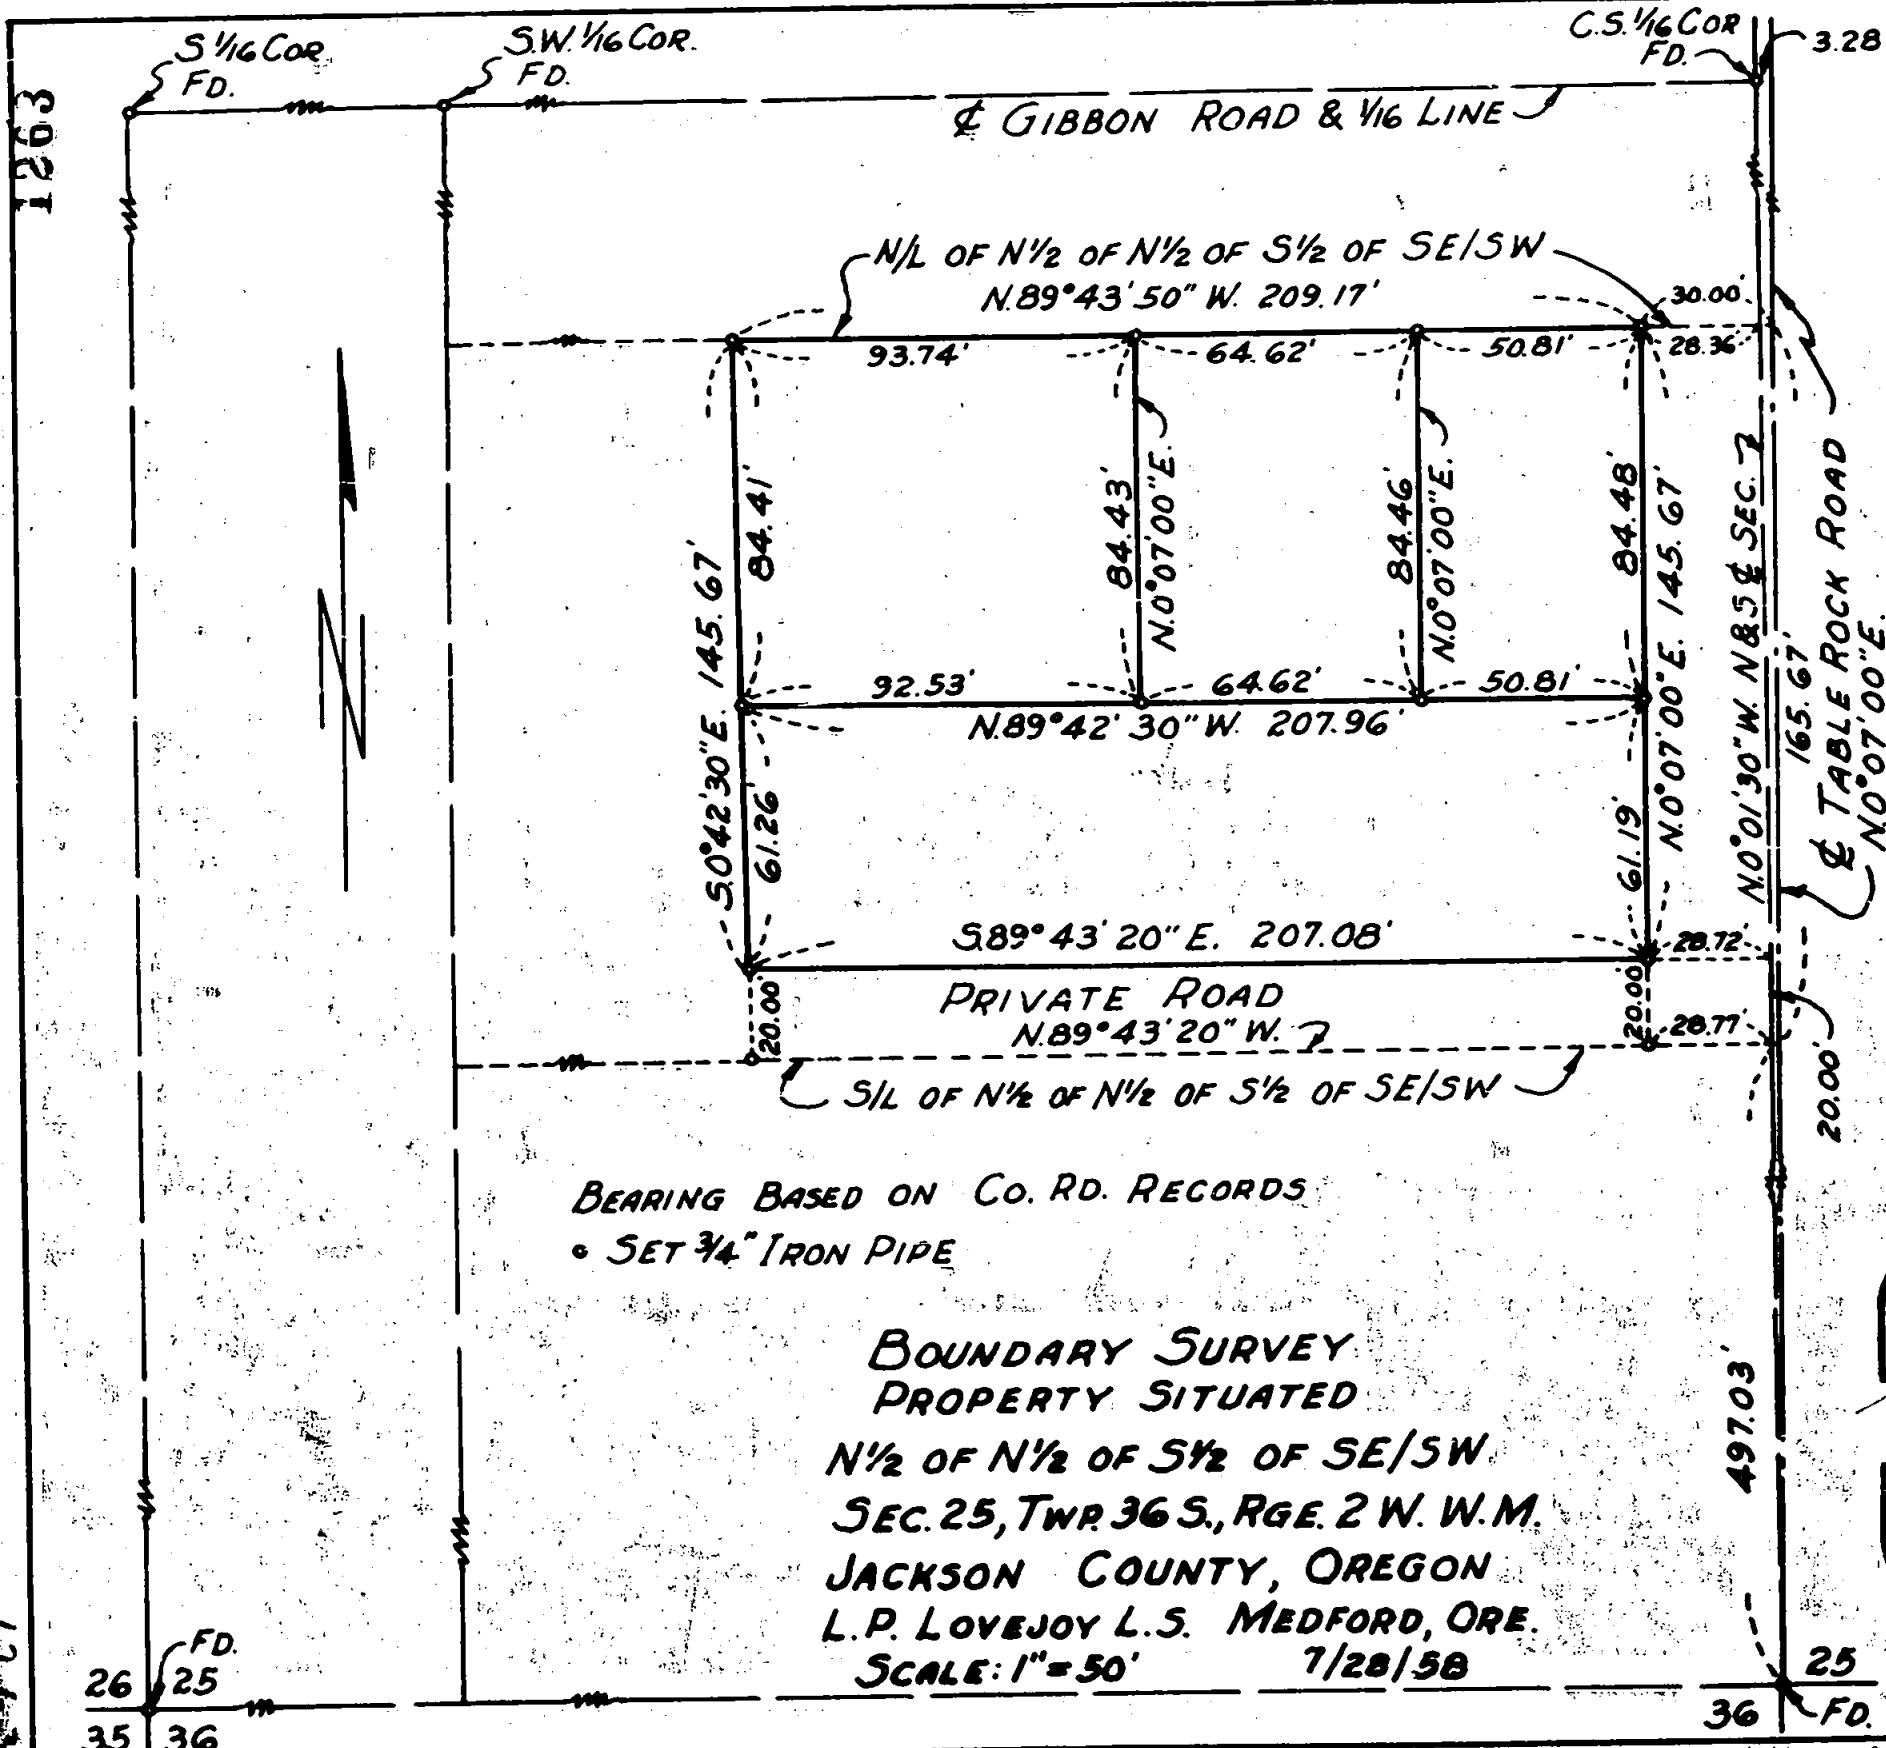 1263
S 1/16 COR.
FD.
S.W. 1/16 COR.
FD.
C.S. 1/16 COR
FD.
3.28
℄ GIBBON ROAD & 1/16 LINE
N/L OF N1/2 OF N1/2 OF S1/2 OF SE/SW
N.89°43'50" W. 209.17'
30.00'
93.74'
64.62'
50.81'
28.36'
84.41'
84.43'
N.0°07'00"E.
84.46'
N.0°07'00"E.
84.48'
S.0°42'30"E. 145.67'
N.0°07'00"E. 145.67'
N.0°01'30"W. N&S ℄ SEC.
165.67'
℄ TABLE ROCK ROAD
N.0°07'00"E.
92.53'
64.62'
50.81'
N.89°42'30"W. 207.96'
61.26'
61.19'
S.89°43'20"E. 207.08'
28.72'
PRIVATE ROAD
N.89°43'20"W.
20.00'
20.00'
28.77'
20.00'
S/L OF N1/2 OF N1/2 OF S1/2 OF SE/SW
BEARING BASED ON CO. RD. RECORDS
SET 3/4" IRON PIPE
BOUNDARY SURVEY
PROPERTY SITUATED
N1/2 OF N1/2 OF S1/2 OF SE/SW
SEC. 25, TWP. 36 S., RGE. 2 W. W.M.
JACKSON COUNTY, OREGON
L.P. LOVEJOY L.S. MEDFORD, ORE.
SCALE: 1"=50' 7/28/58
497.03'
FD.
26 25
35 36
25
36 FD.